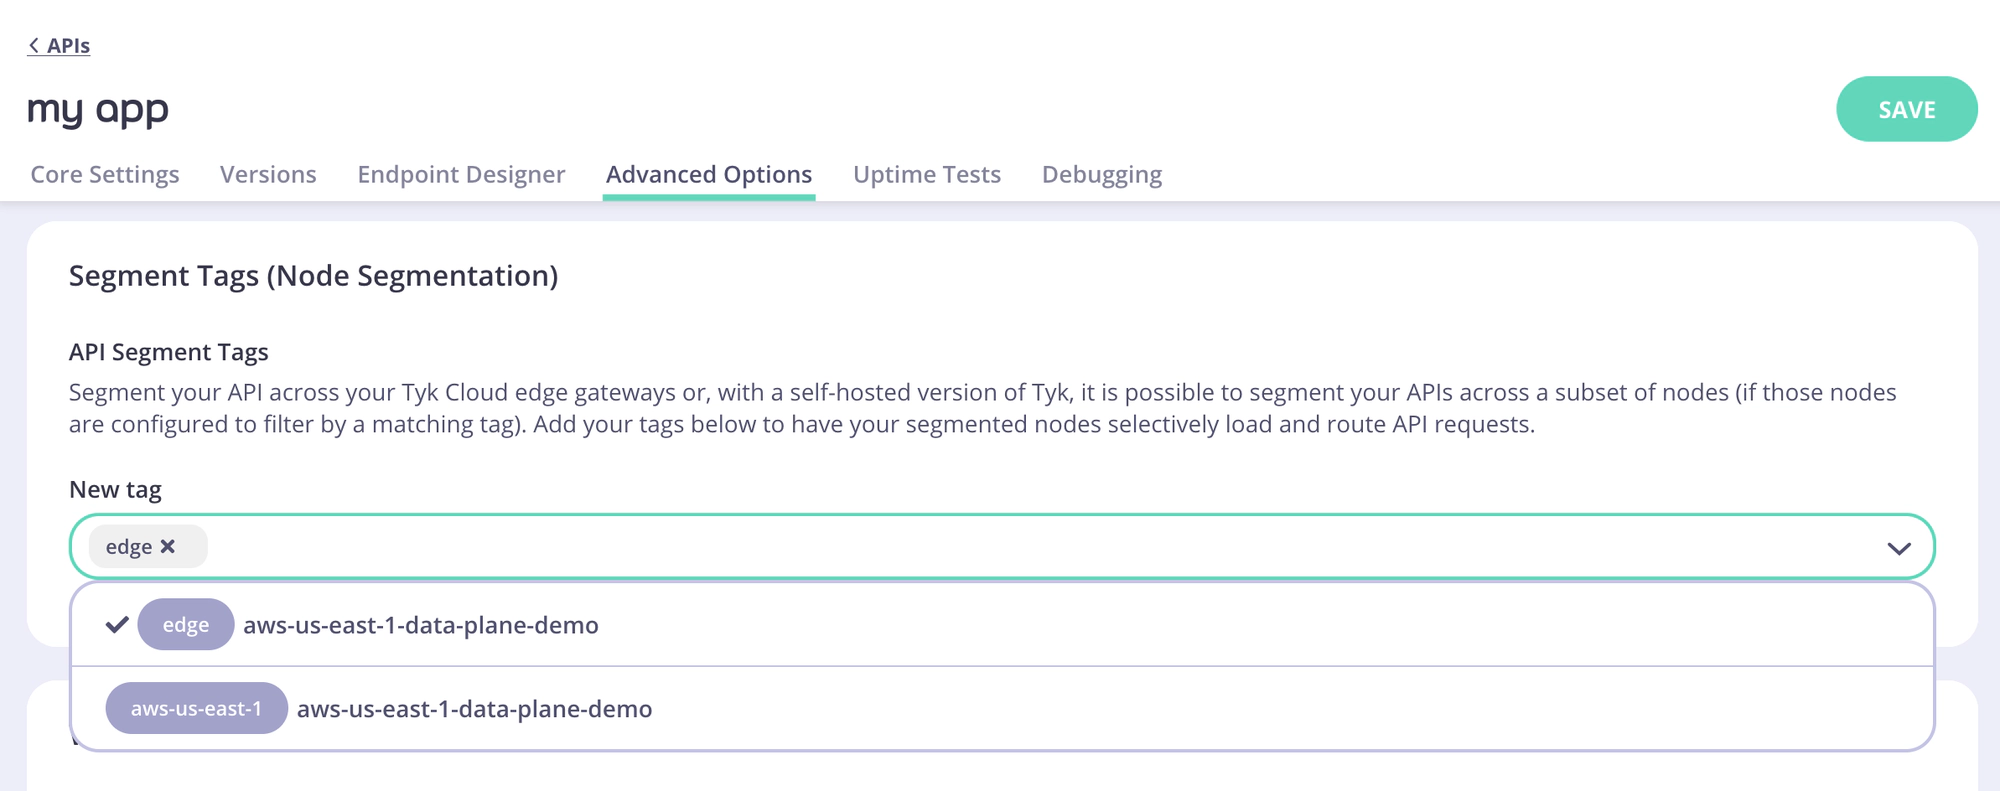 APIs
my app
SAVE
Core Settings Versions Endpoint Designer Advanced Options Uptime Tests Debugging
Segment Tags (Node Segmentation)
API Segment Tags
Segment your API across your Tyk Cloud edge gateways or, with a self-hosted version of Tyk, it is possible to segment your APIs across a subset of nodes (if those nodes
are configured to filter by a matching tag). Add your tags below to have your segmented nodes selectively load and route API requests.
New tag
edge
edge aws-us-east-1-data-plane-demo
aws-us-east-1 aws-us-east-1-data-plane-demo